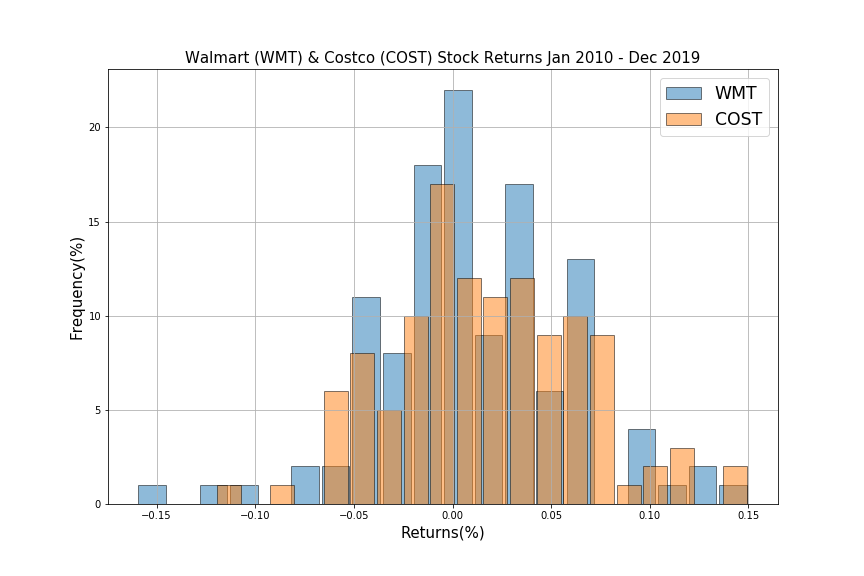 Walmart (WMT) & Costco (COST) Stock Returns Jan 2010 - Dec 2019
WMT
COST
20
15
10
5
0
Frequency(%)
−0.15 −0.10 −0.05 0.00 0.05 0.10 0.15
Returns(%)